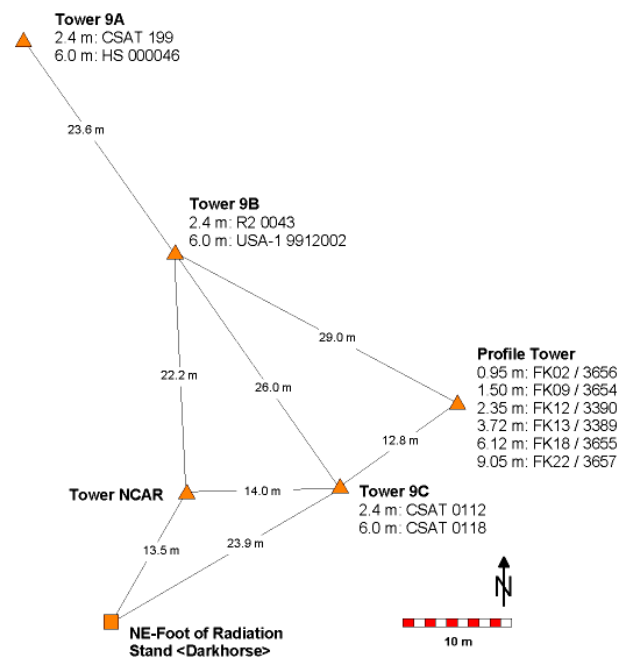 Tower 9A
2.4 m: CSAT 199
6.0 m: HS 000046
23.6 m
Tower 9B
2.4 m: R2 0043
6.0 m: USA-1 9912002
29.0 m
22.2 m
26.0 m
Profile Tower
0.95 m: FK02 / 3656
1.50 m: FK09 / 3654
2.35 m: FK12 / 3390
3.72 m: FK13 / 3389
6.12 m: FK18 / 3655
9.05 m: FK22 / 3657
12.8 m
Tower NCAR
14.0 m
Tower 9C
2.4 m: CSAT 0112
6.0 m: CSAT 0118
13.5 m
23.9 m
N
NE-Foot of Radiation
Stand <Darkhorse>
10 m